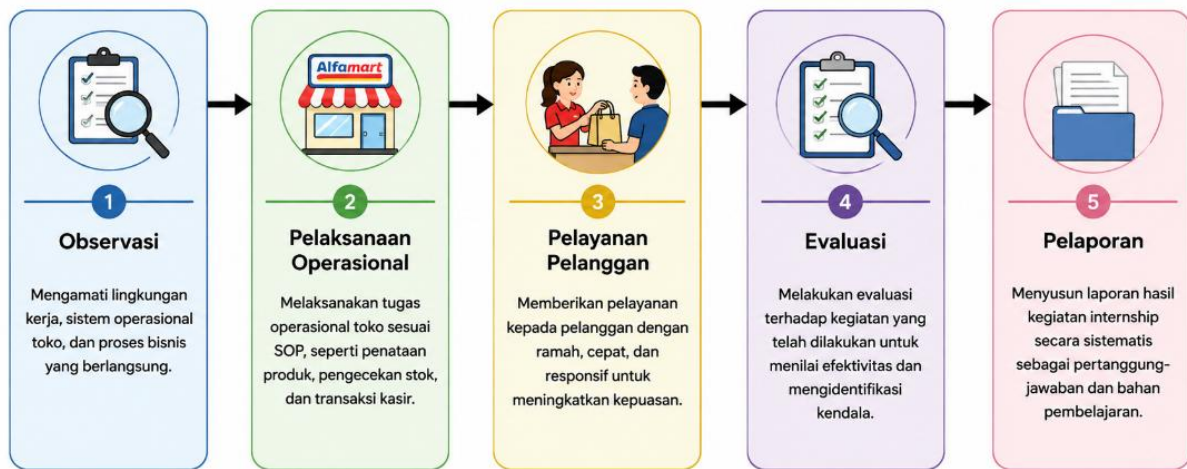 Alfamart
1
Observasi
Mengamati lingkungan
kerja, sistem operasional
toko, dan proses bisnis
yang berlangsung.
2
Pelaksanaan
Operasional
Melaksanakan tugas
operasional toko sesuai
SOP, seperti penataan
produk, pengecekan stok,
dan transaksi kasir.
3
Pelayanan
Pelanggan
Memberikan pelayanan
kepada pelanggan dengan
ramah, cepat, dan
responsif untuk
meningkatkan kepuasan.
4
Evaluasi
Melakukan evaluasi
terhadap kegiatan yang
telah dilakukan untuk
menilai efektivitas dan
mengidentifikasi
kendala.
5
Pelaporan
Menyusun laporan hasil
kegiatan internship
secara sistematis
sebagai pertanggung-
jawaban dan bahan
pembelajaran.